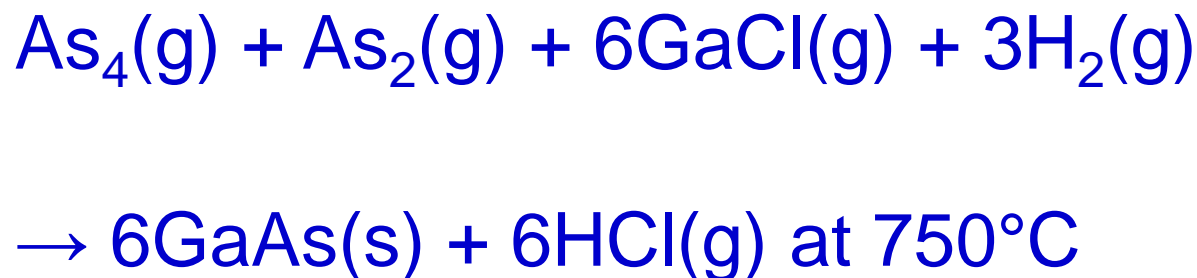 As₄(g) + As₂(g) + 6GaCl(g) + 3H₂(g)
→ 6GaAs(s) + 6HCl(g) at 750°C